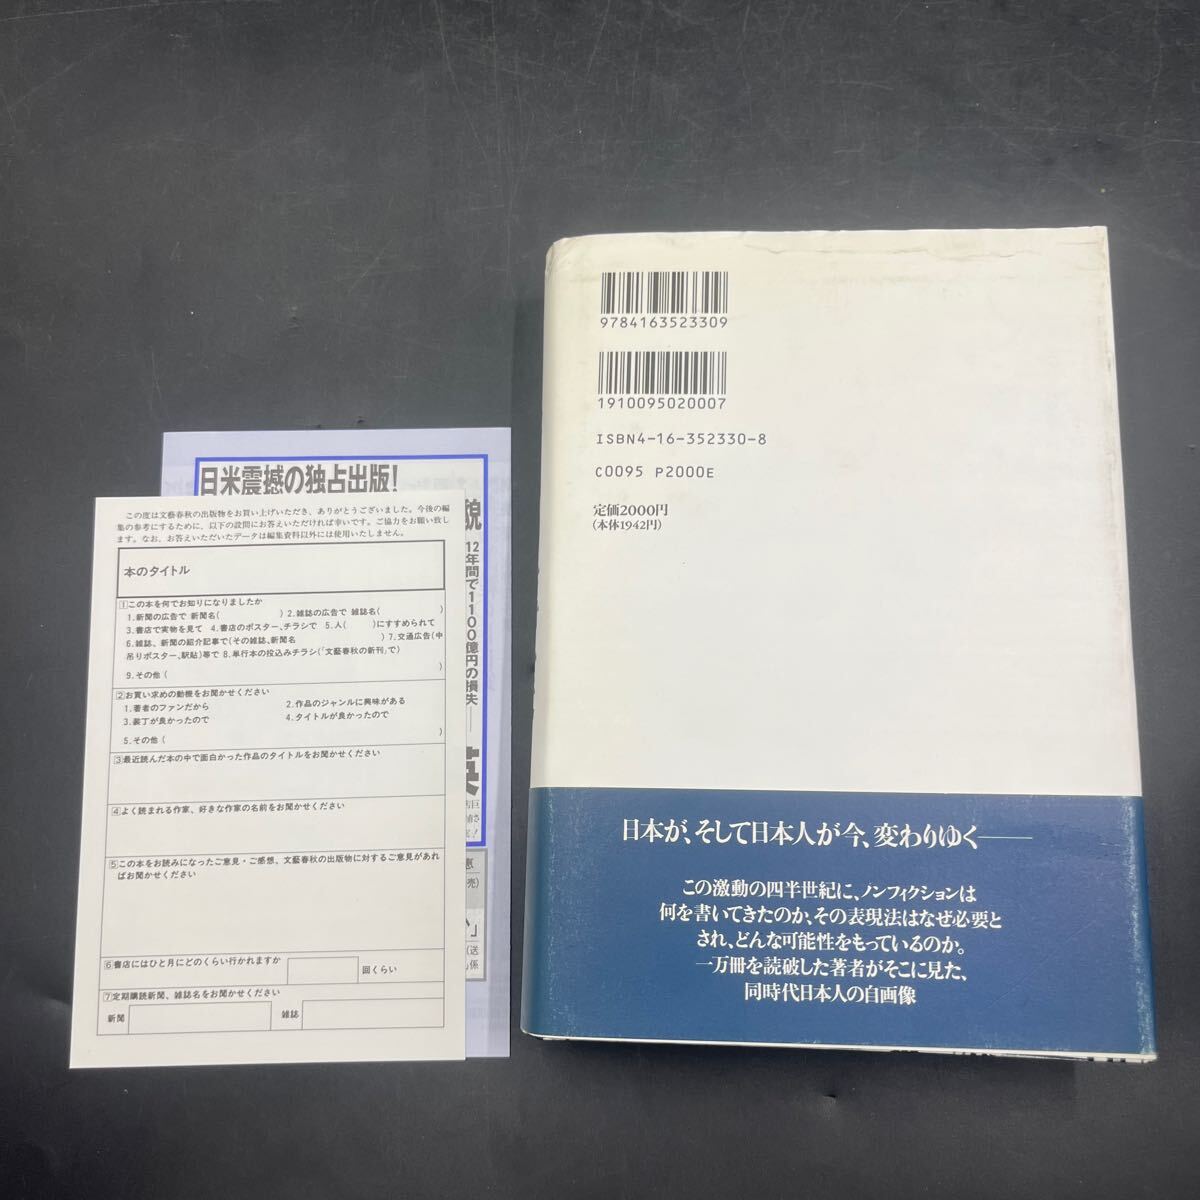 日米震撼の独占出版!
貌
12年間で1100億円の損失――
売)
この度は文藝春秋の出版物をお買い上げいただき、ありがとうございました。今後の編
集の参考にするために、以下の設問にお答えいただければ幸いです。ご協力をお願い致し
ます。なお、お答えいただいたデータは編集資料以外には使用いたしません。
本のタイトル
1この本を何でお知りになりましたか
1.新聞の広告で 新聞名( ) 2.雑誌の広告で 雑誌名( )
3.書店で実物を見て 4.書店のポスター、チラシで 5.人( )にすすめられて
6.雑誌、新聞の紹介記事で(その雑誌、新聞名 ) 7.交通広告(中
吊りポスター、駅貼)等で 8.単行本の投込みチラシ(「文藝春秋の新刊」で)
9.その他( )
2お買い求めの動機をお聞かせください
1.著者のファンだから 2.作品のジャンルに興味がある
3.装丁が良かったので 4.タイトルが良かったので
5.その他( )
3最近読んだ本の中で面白かった作品のタイトルをお聞かせください
4よく読まれる作家、好きな作家の名前をお聞かせください
5この本をお読みになったご意見・ご感想、文藝春秋の出版物に対するご意見があれ
ばお聞かせください
6書店にはひと月にどのくらい行かれますか 回くらい
7定期購読新聞、雑誌名をお聞かせください
新聞 雑誌
9784163523309
1910095020007
ISBN4-16-352330-8
C0095 P2000E
定価2000円
(本体1942円)
日本が、そして日本人が今、変わりゆく――
この激動の四半世紀に、ノンフィクションは
何を書いてきたのか、その表現法はなぜ必要と
され、どんな可能性をもっているのか。
一万冊を読破した著者がそこに見た、
同時代日本人の自画像